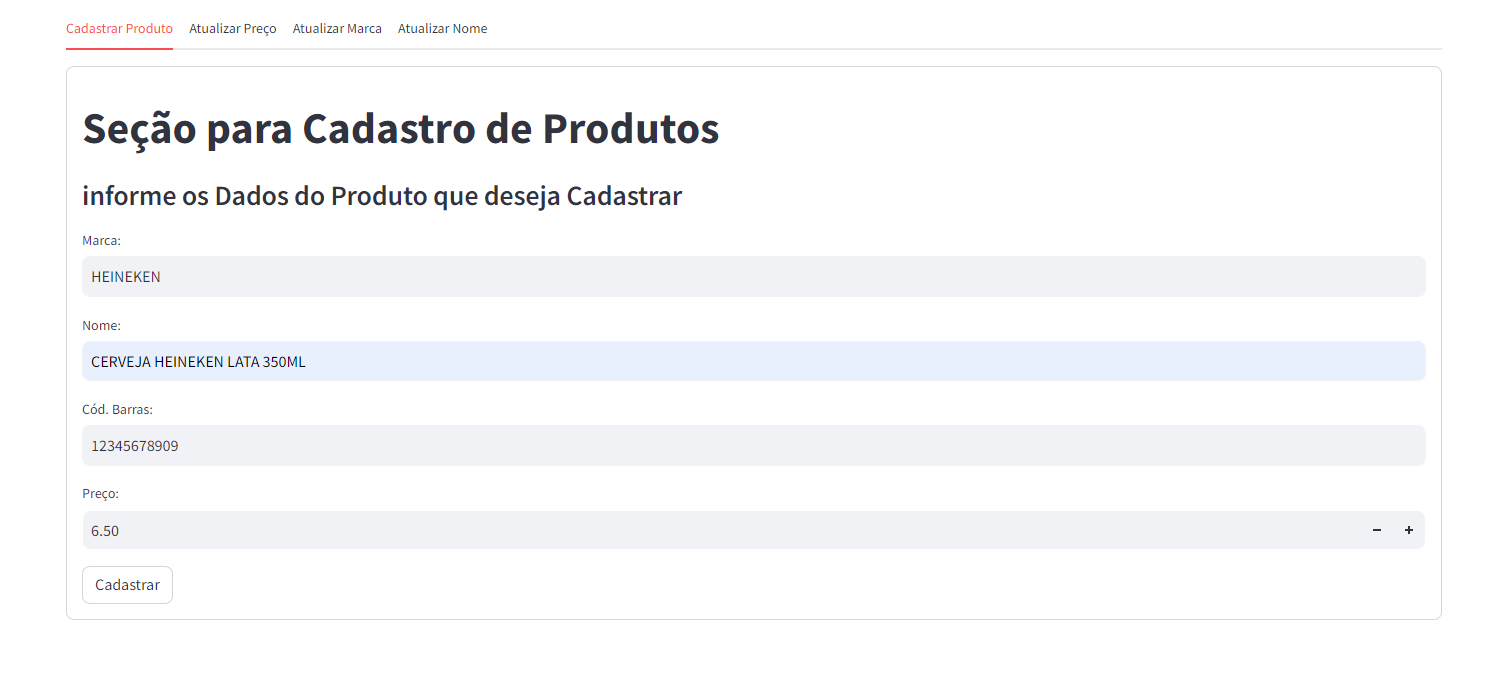 Cadastrar Produto Atualizar Preço Atualizar Marca Atualizar Nome
Seção para Cadastro de Produtos
informe os Dados do Produto que deseja Cadastrar
Marca:
HEINEKEN
Nome:
CERVEJA HEINEKEN LATA 350ML
Cód. Barras:
12345678909
Preço:
6.50
Cadastrar